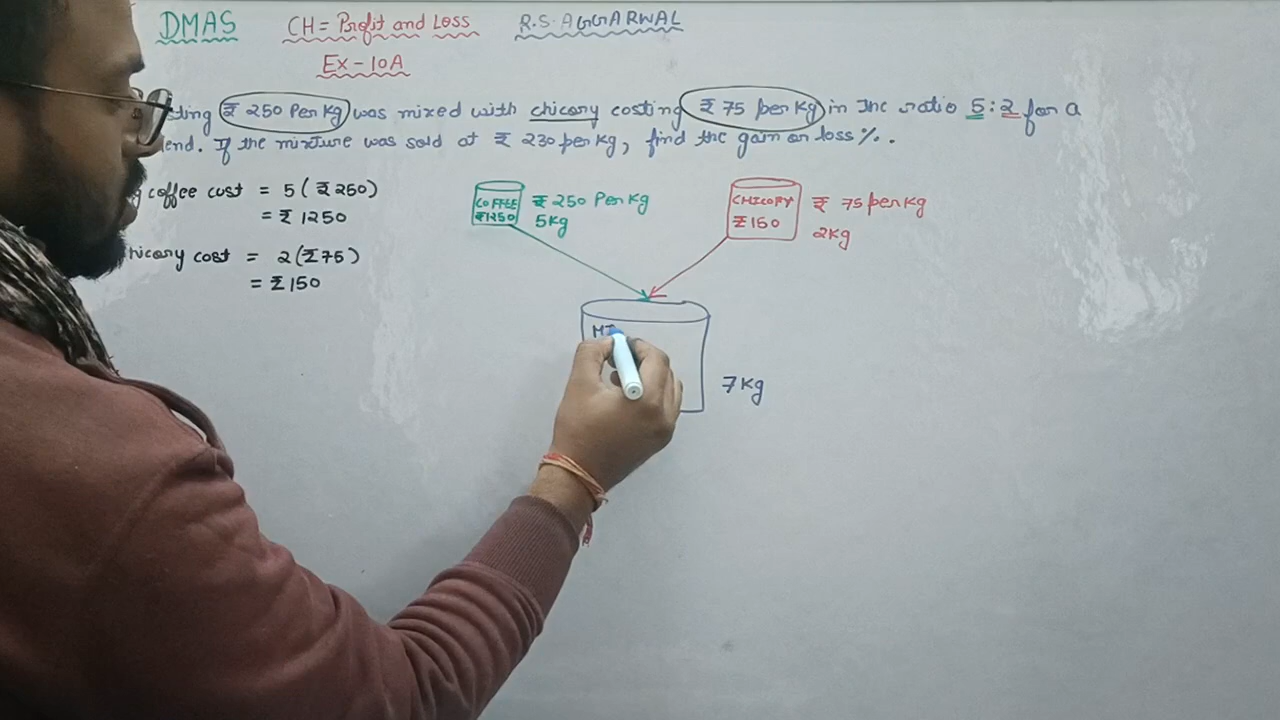 DMAS CH = Profit and Loss R.S. AGGARWAL
Ex - 10A
sting ₹ 250 Per Kg was mixed with chicory costing ₹ 75 per Kg in the ratio 5 : 2 for a
end. If the mixture was sold at ₹ 230 per Kg, find the gain or loss %.
coffee cost = 5 ( ₹ 250)
= ₹ 1250
hicory cost = 2 (₹ 75)
= ₹ 150
COFFEE
₹1250
₹ 250 Per Kg
5Kg
CHICORY
₹ 150
₹ 75 per Kg
2Kg
MI
7 Kg